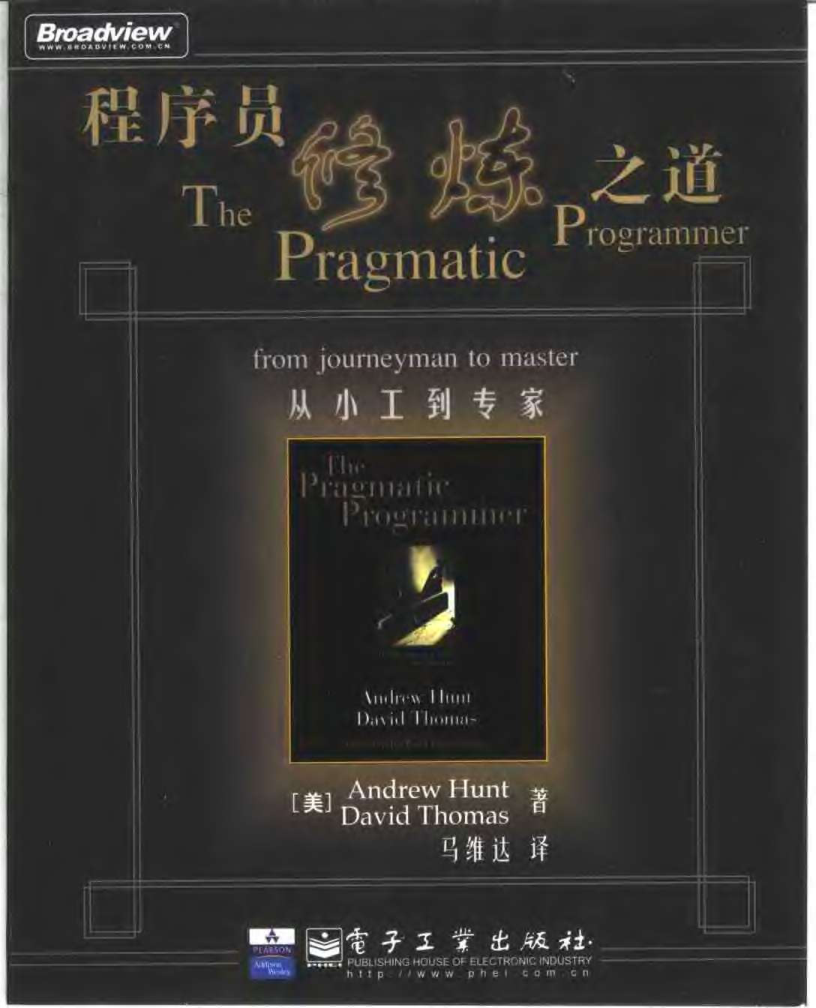 Broadview
WWW.BROADVIEW.COM.CN
程序员修炼之道
The Pragmatic Programmer
from journeyman to master
从小工到专家
The
Pragmatic
Programmer
Andrew Hunt
David Thomas
[美] Andrew Hunt
David Thomas 著
马维达 译
PEARSON
Addison
Wesley
電子工業出版社
PUBLISHING HOUSE OF ELECTRONIC INDUSTRY
http://www.phei.com.cn